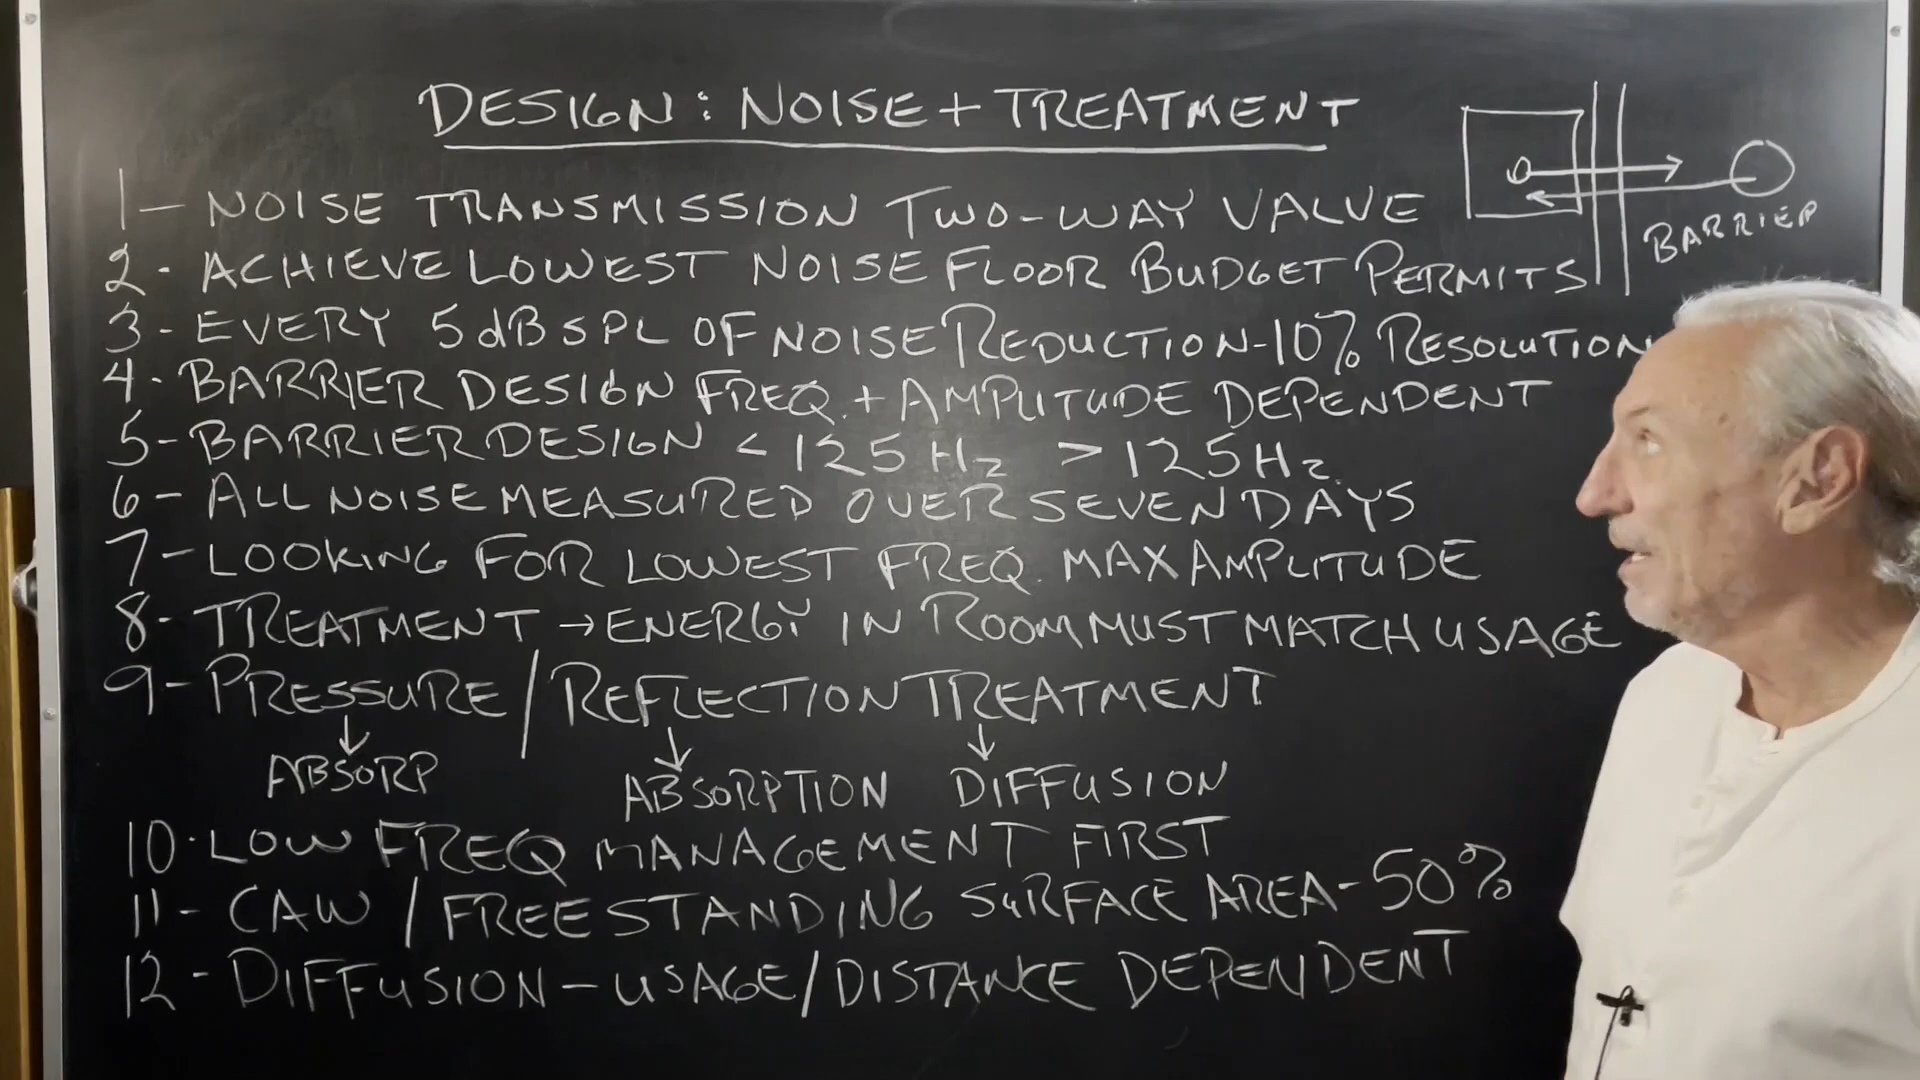 DESIGN: NOISE + TREATMENT
1- NOISE TRANSMISSION TWO-WAY VALVE
BARRIER
2- ACHIEVE LOWEST NOISE FLOOR BUDGET PERMITS
3- EVERY 5dB SPL OF NOISE REDUCTION-10% RESOLUTION
4- BARRIER DESIGN FREQ. + AMPLITUDE DEPENDENT
5- BARRIER DESIGN < 125Hz > 125Hz
6- ALL NOISE MEASURED OVER SEVEN DAYS
7- LOOKING FOR LOWEST FREQ. MAX AMPLITUDE
8- TREATMENT → ENERGY IN ROOM MUST MATCH USAGE
9- PRESSURE / REFLECTION TREATMENT
↓ ↓ ↓
ABSORP ABSORPTION DIFFUSION
10- LOW FREQ MANAGEMENT FIRST
11- CAW / FREESTANDING SURFACE AREA- 50%
12- DIFFUSION - USAGE/DISTANCE DEPENDENT